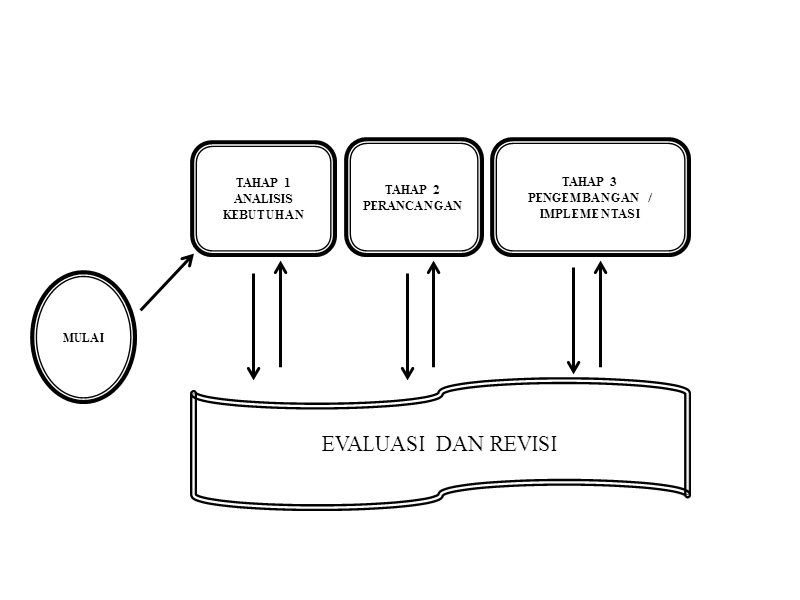 TAHAP 1
ANALISIS
KEBUTUHAN
TAHAP 2
PERANCANGAN
TAHAP 3
PENGEMBANGAN /
IMPLEMENTASI
MULAI
EVALUASI DAN REVISI